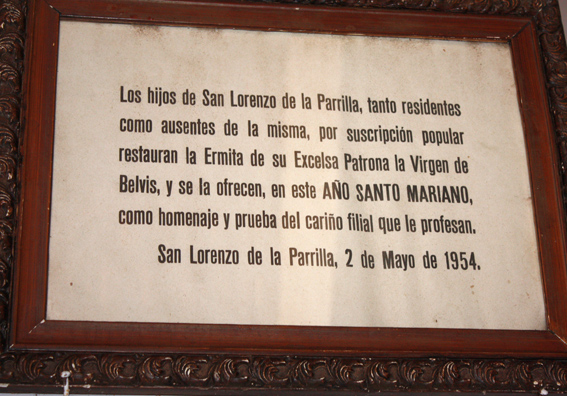 Los hijos de San Lorenzo de la Parrilla, tanto residentes
como ausentes de la misma, por suscripción popular
restauran la Ermita de su Excelsa Patrona la Virgen de
Belvis, y se la ofrecen, en este AÑO SANTO MARIANO,
como homenaje y prueba del cariño filial que le profesan.
San Lorenzo de la Parrilla, 2 de Mayo de 1954.